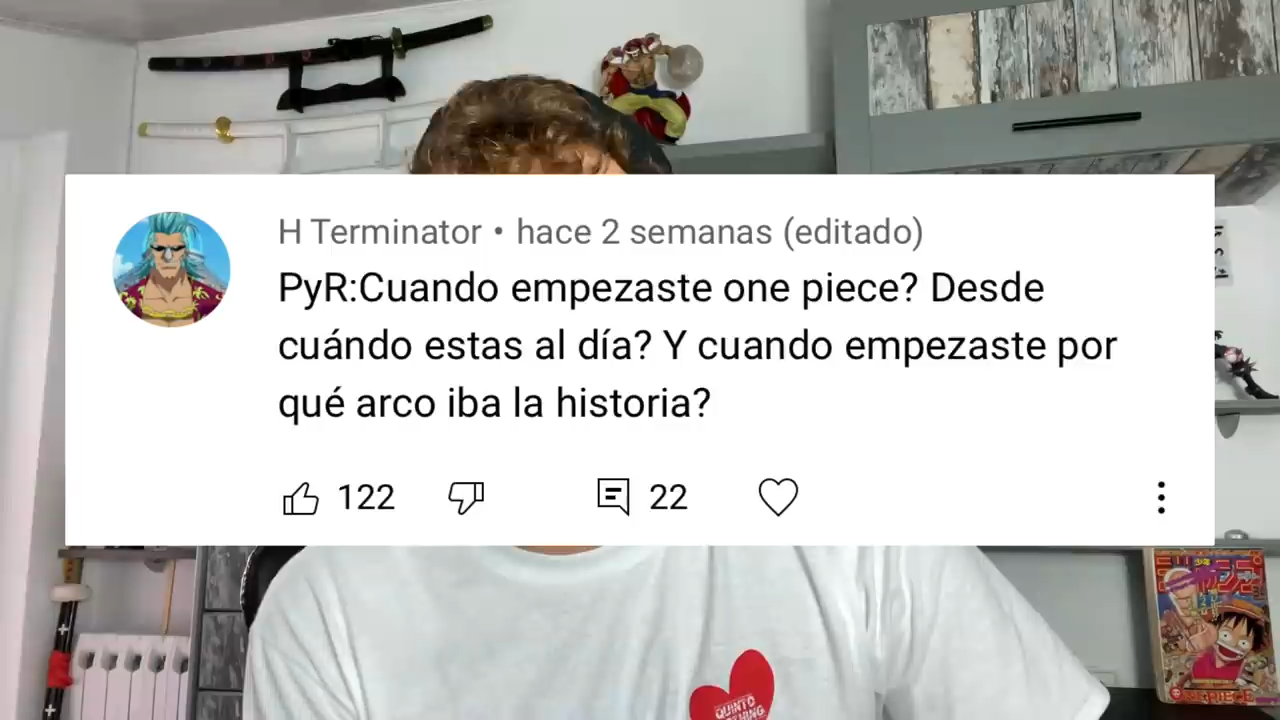 H Terminator • hace 2 semanas (editado)
PyR:Cuando empezaste one piece? Desde
cuándo estas al día? Y cuando empezaste por
qué arco iba la historia?
122
22
QUINTO